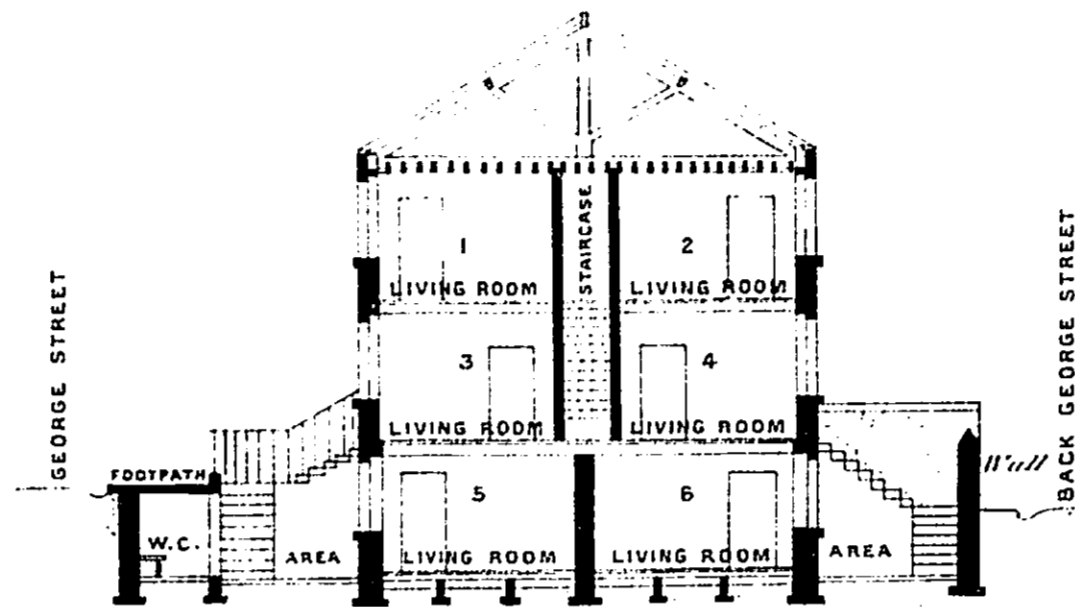 GEORGE STREET
FOOTPATH
W.C.
AREA
STAIRCASE
1
LIVING ROOM
2
LIVING ROOM
3
LIVING ROOM
4
LIVING ROOM
5
LIVING ROOM
6
LIVING ROOM
AREA
Wall
BACK GEORGE STREET